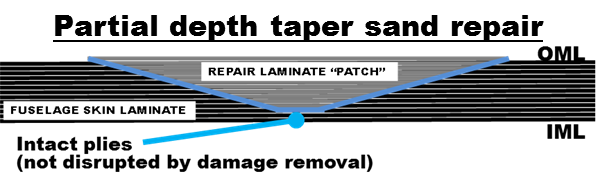 Partial depth taper sand repair
OML
REPAIR LAMINATE “PATCH”
FUSELAGE SKIN LAMINATE
IML
Intact plies
(not disrupted by damage removal)